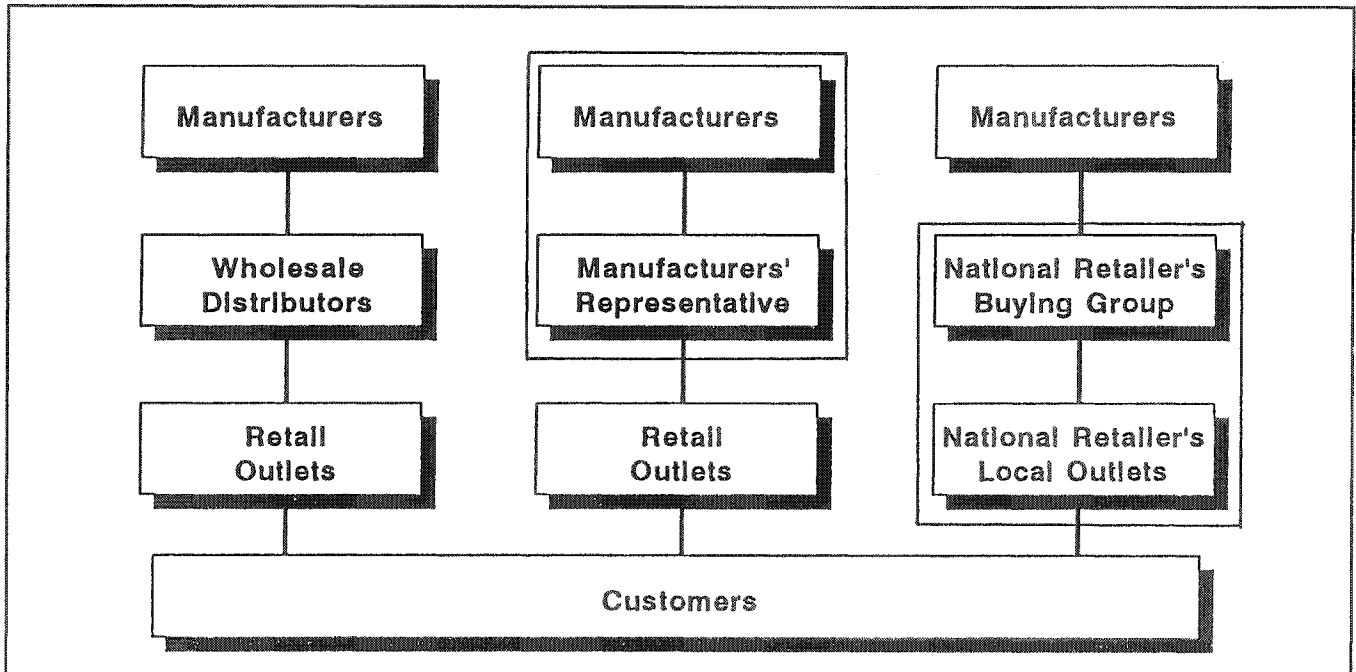 Manufacturers
Manufacturers
Manufacturers
Wholesale
Distributors
Manufacturers'
Representative
National Retailer's
Buying Group
Retail
Outlets
Retail
Outlets
National Retailer's
Local Outlets
Customers